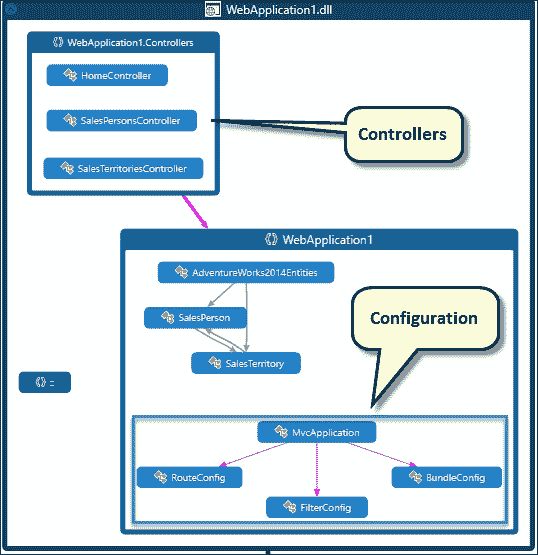 WebApplication1.dll
WebApplication1.Controllers
HomeController
SalesPersonsController
SalesTerritoriesController
Controllers
WebApplication1
AdventureWorks2014Entities
SalesPerson
SalesTerritory
Configuration
::
MvcApplication
RouteConfig
BundleConfig
FilterConfig